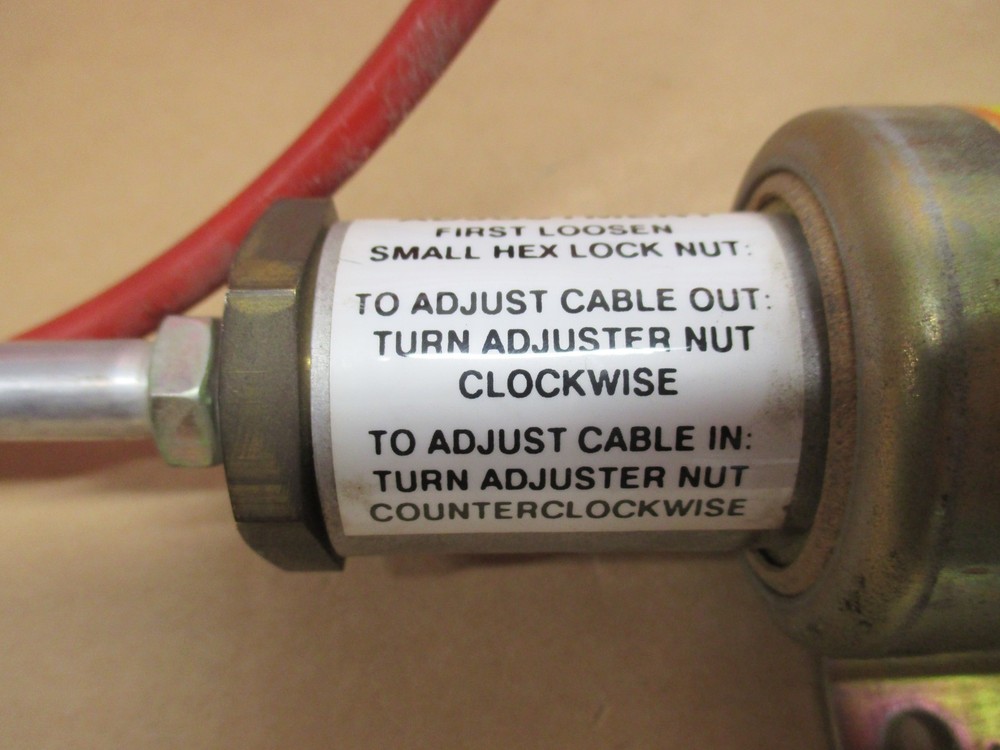 FIRST LOOSEN
SMALL HEX LOCK NUT:
TO ADJUST CABLE OUT:
TURN ADJUSTER NUT
CLOCKWISE
TO ADJUST CABLE IN:
TURN ADJUSTER NUT
COUNTERCLOCKWISE